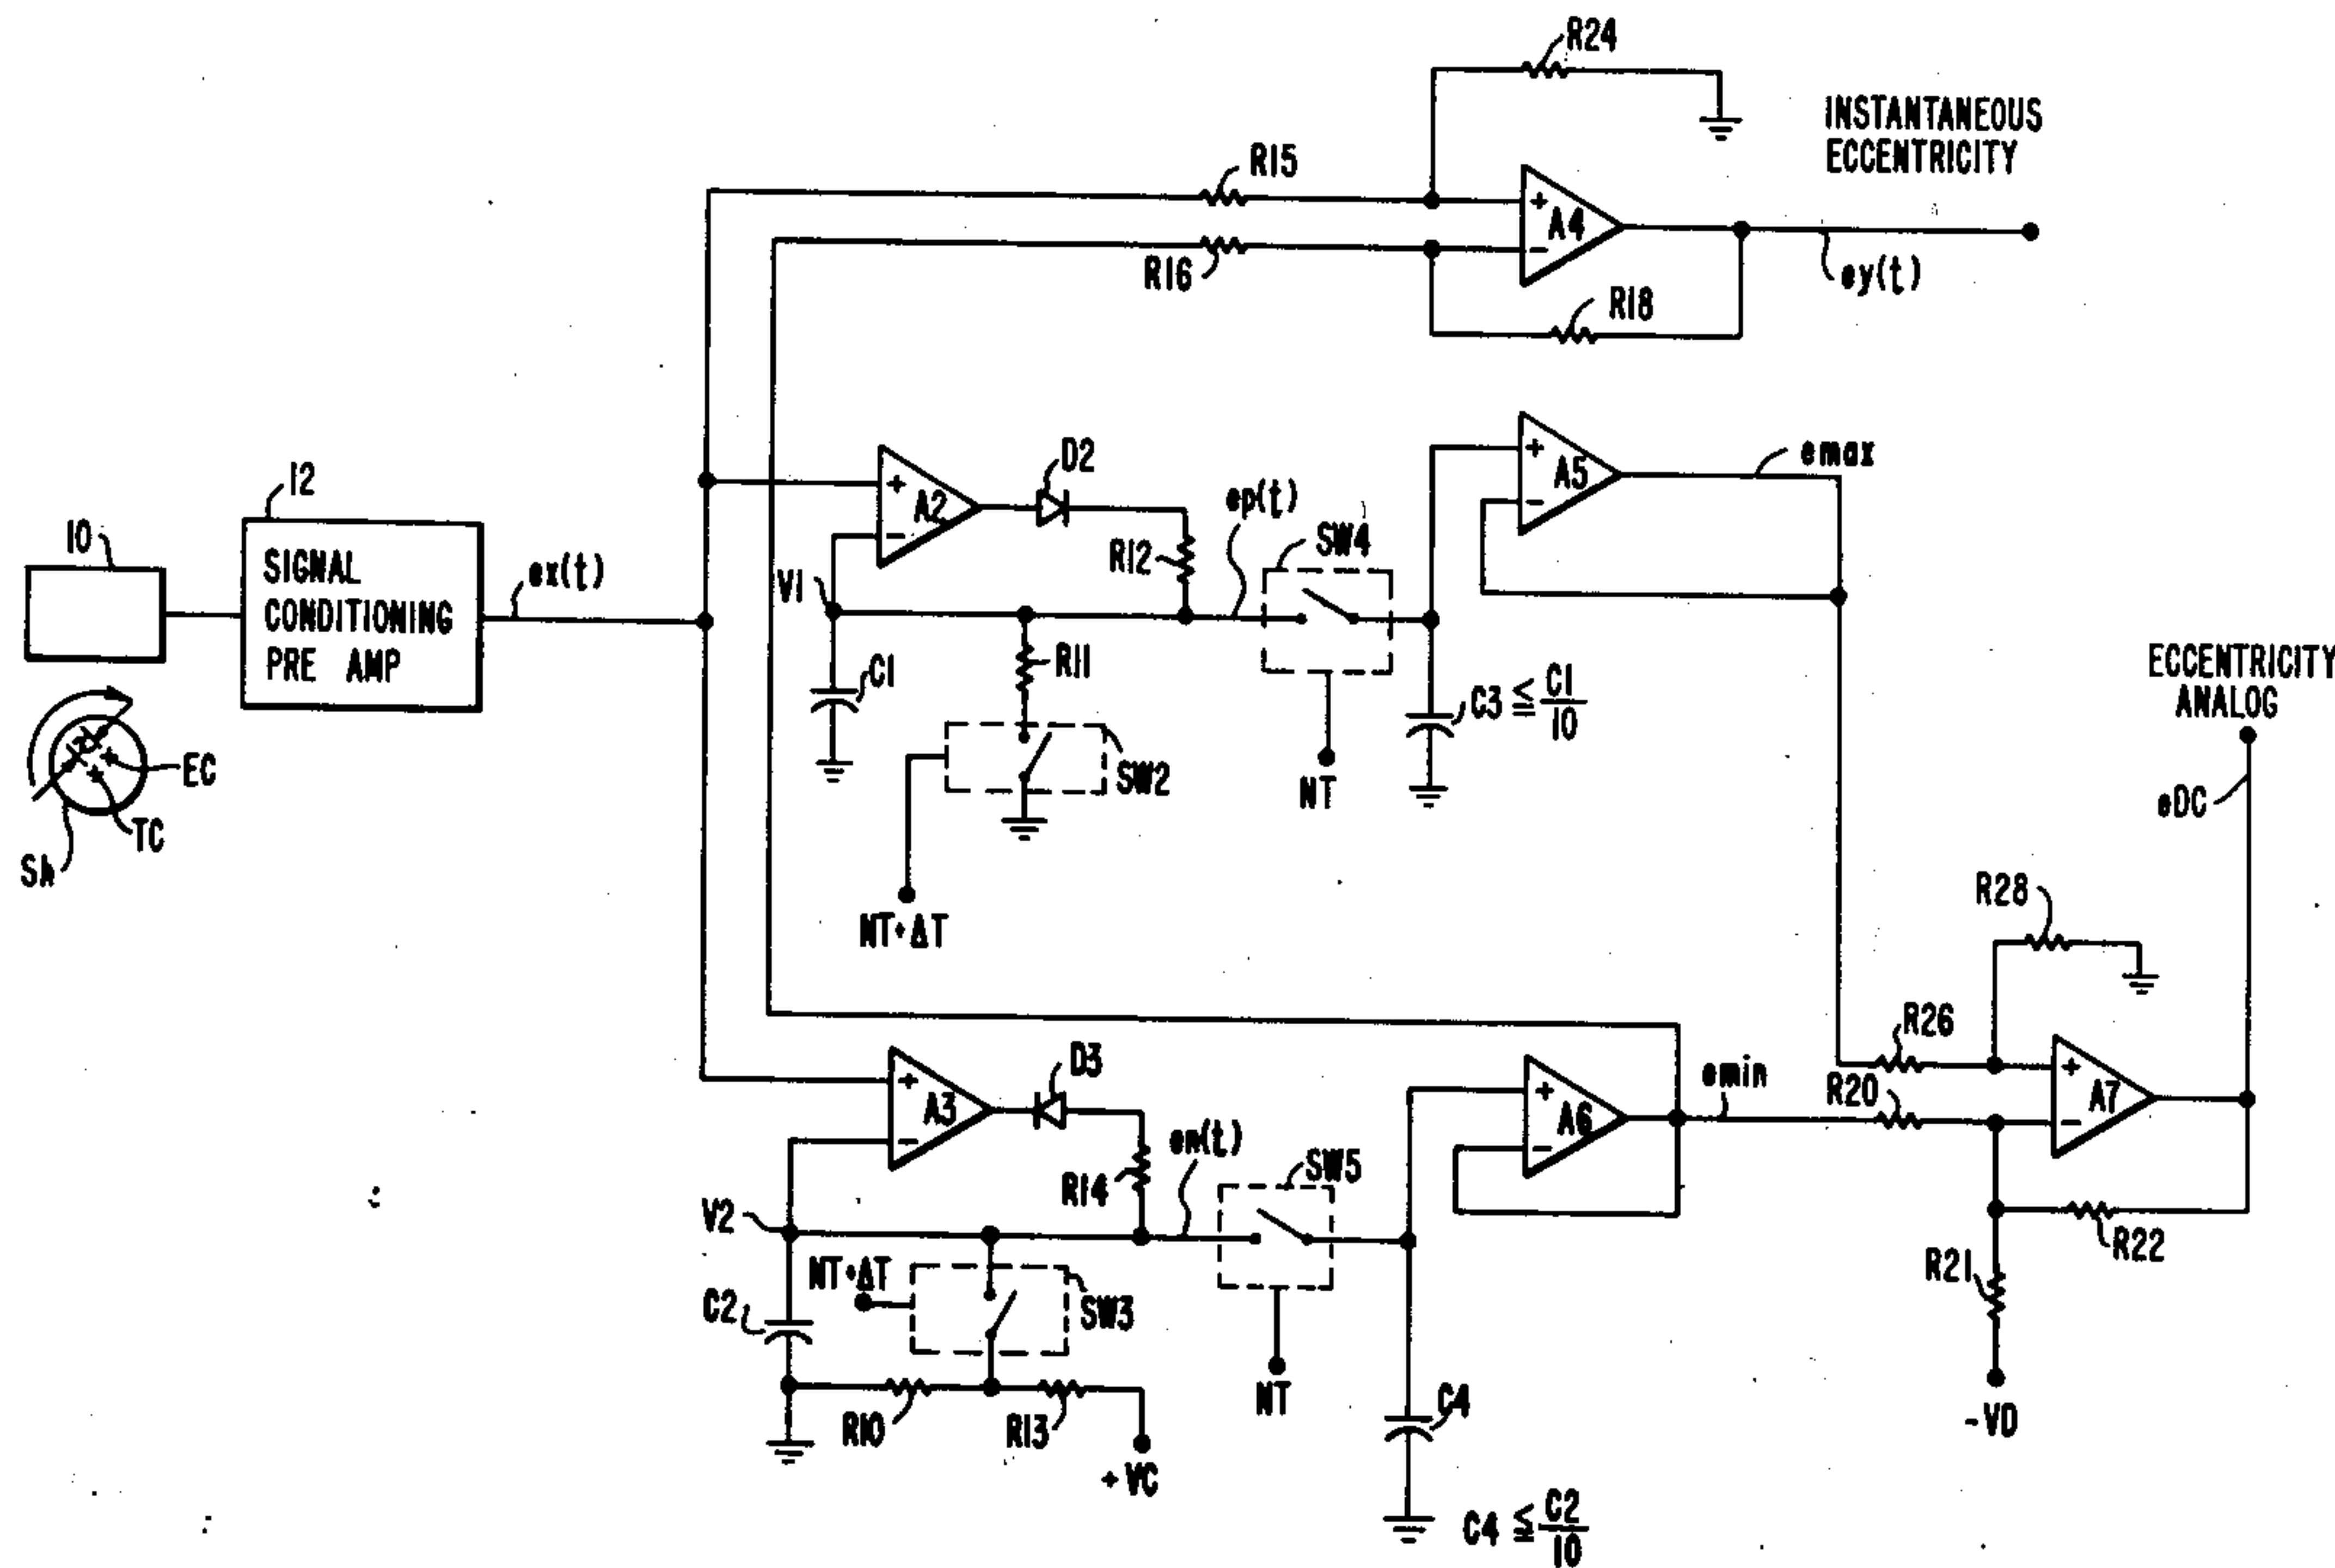 R24
INSTANTANEOUS
ECCENTRICITY
R15
A4
+
-
R16
ey(t)
R18
emax
A5
+
-
D2
12
A2
+
-
ep(t)
SW4
10
SIGNAL
CONDITIONING
PRE AMP
ex(t)
R12
V1
R11
C1
C3 ≦ C1/10
ECCENTRICITY
ANALOG
EC
SW2
NT
TC
eDC
Sh
R28
NT+ΔT
R26
D3
emin
R20
A3
+
-
A6
+
-
A7
+
-
en(t)
SW5
R14
V2
R22
NT+ΔT
R21
C2
SW3
NT
C4
R10
R13
-VD
+VC
C4 ≦ C2/10